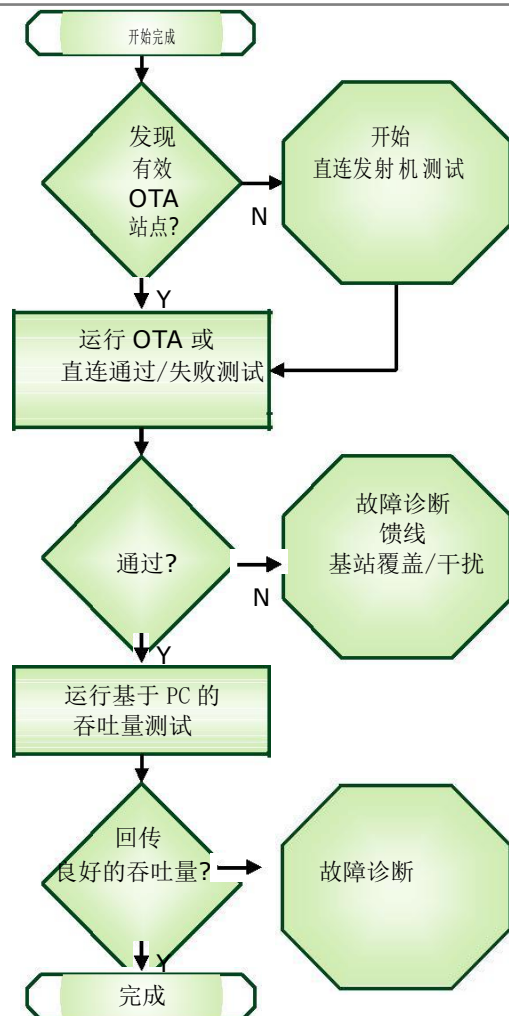 开始完成
发现
有效
OTA
站点?
N
开始
直连发射机测试
Y
运行 OTA 或
直连通过/失败测试
通过?
N
故障诊断
馈线
基站覆盖/干扰
Y
运行基于 PC 的
吞吐量测试
回传
良好的吞吐量?
故障诊断
Y
完成